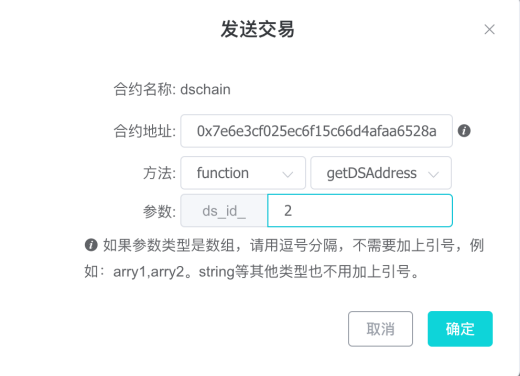 发送交易
合约名称: dschain
合约地址: 0x7e6e3cf025ec6f15c66d4afaa6528a
方法: function getDSAddress
参数: ds_id_ 2
如果参数类型是数组，请用逗号分隔，不需要加上引号，例
如：arry1,arry2。string等其他类型也不用加上引号。
取消 确定